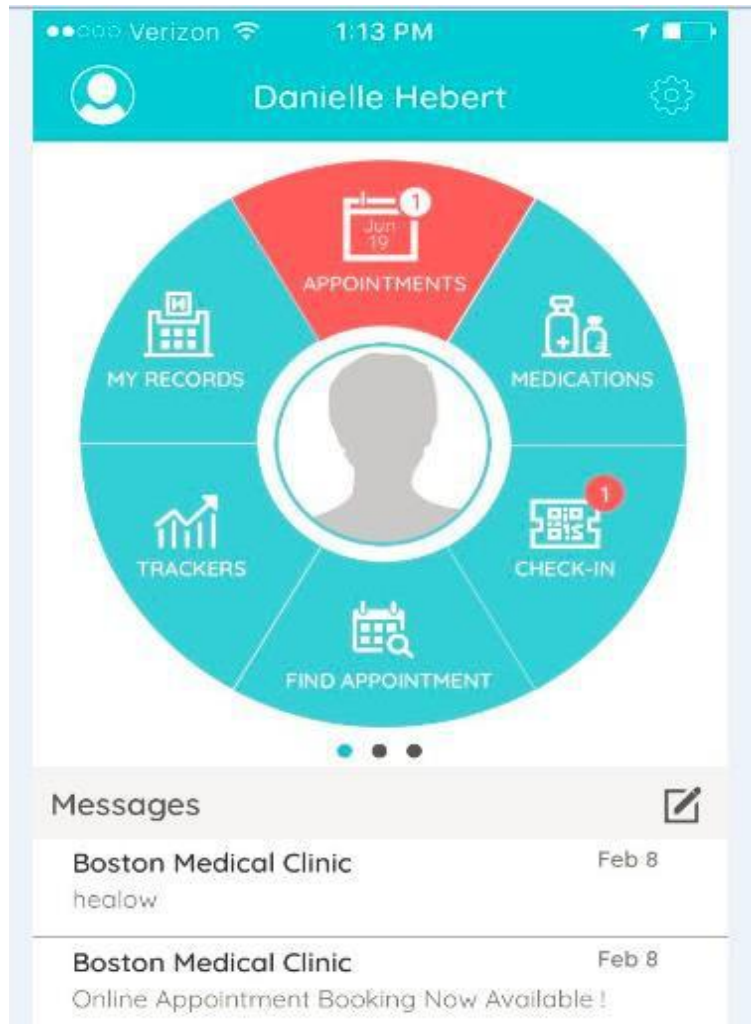 Verizon 1:13 PM
Danielle Hebert
1
Jun
19
APPOINTMENTS
H
MY RECORDS
MEDICATIONS
TRACKERS
1
CHECK-IN
FIND APPOINTMENT
Messages
Boston Medical Clinic Feb 8
healow
Boston Medical Clinic Feb 8
Online Appointment Booking Now Available !